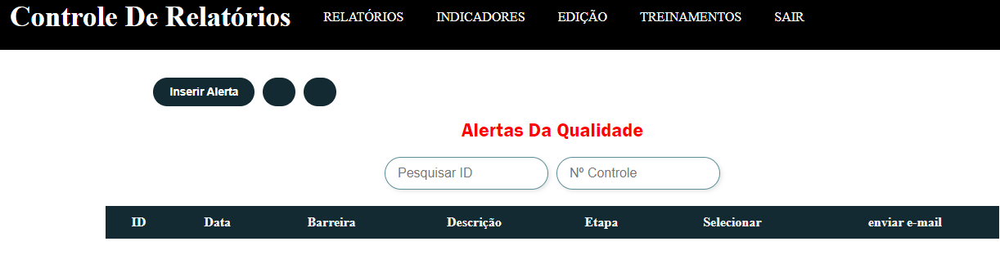 Controle De Relatórios RELATÓRIOS INDICADORES EDIÇÃO TREINAMENTOS SAIR
Inserir Alerta
Alertas Da Qualidade
Pesquisar ID Nº Controle
ID Data Barreira Descrição Etapa Selecionar enviar e-mail